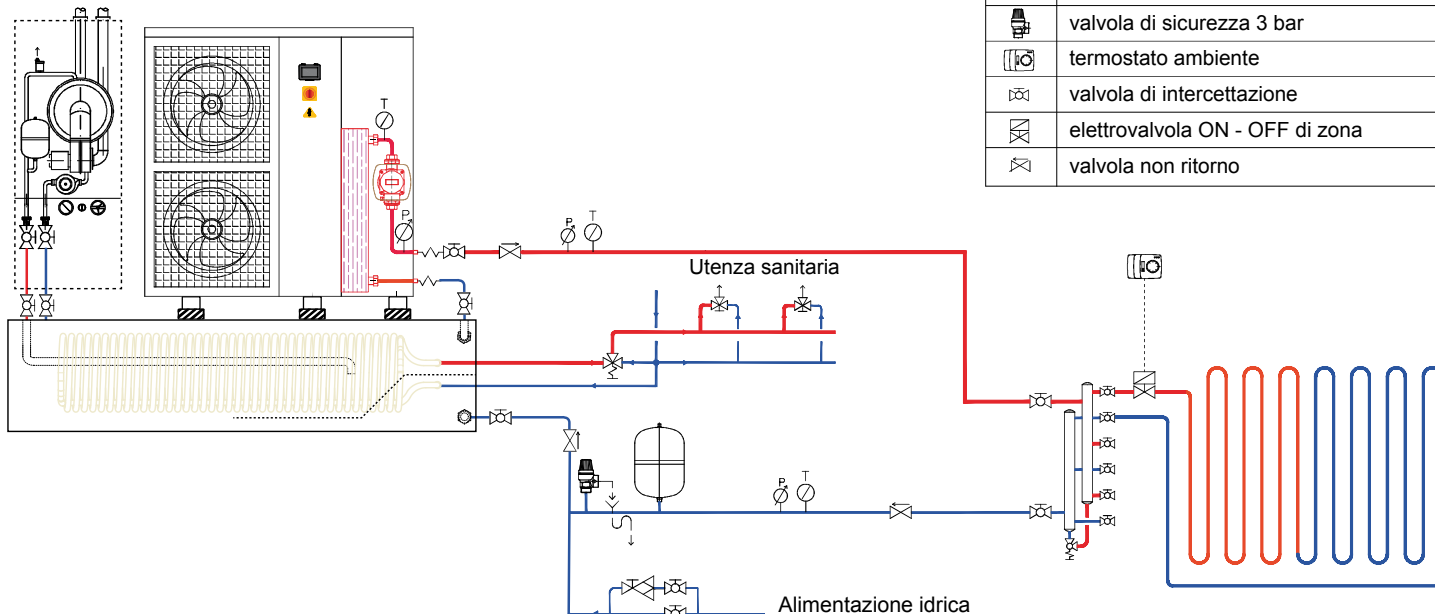 valvola di sicurezza 3 bar
termostato ambiente
valvola di intercettazione
elettrovalvola ON - OFF di zona
valvola non ritorno
T
P
P
T
Utenza sanitaria
P
T
Alimentazione idrica